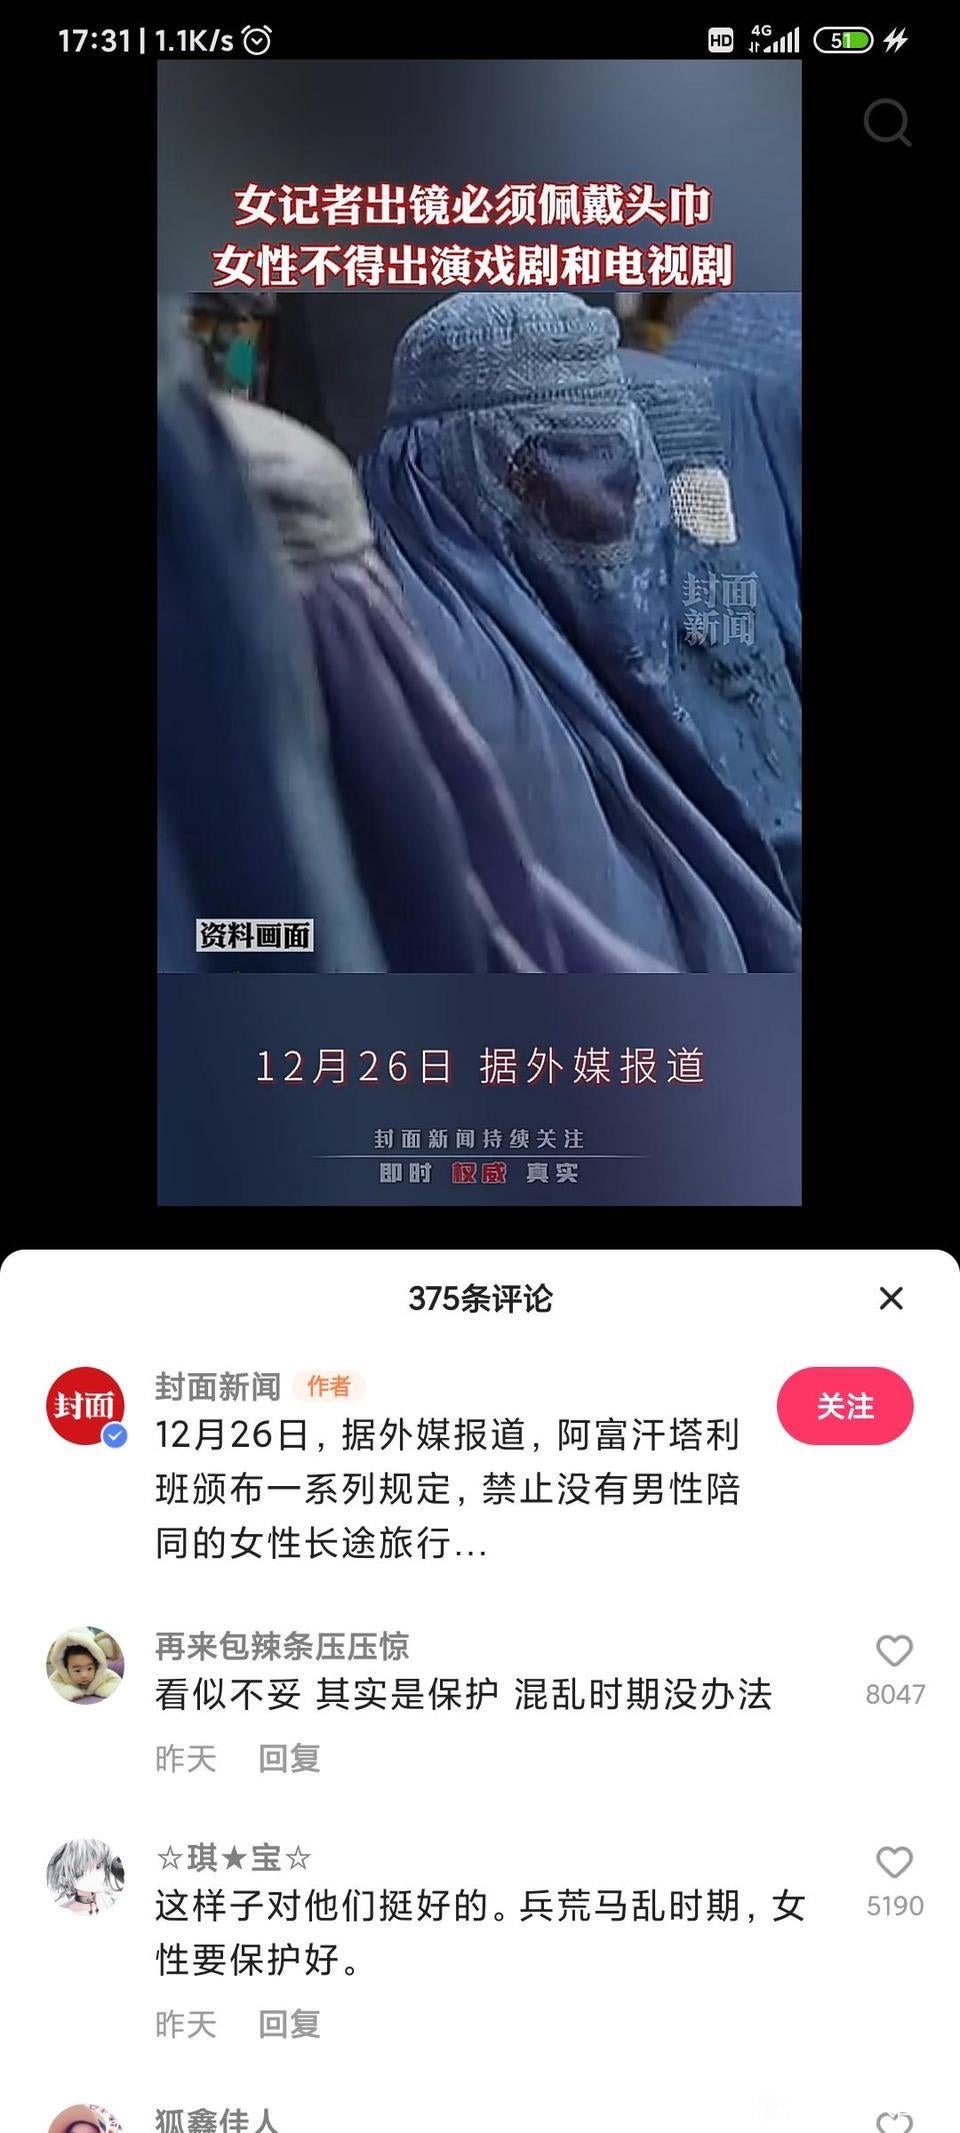 17:31 | 1.1K/s
HD 4G 51
女记者出镜必须佩戴头巾
女性不得出演戏剧和电视剧
封面
新闻
资料画面
12月26日 据外媒报道
封面新闻持续关注
即时 权威 真实
375条评论
封面
封面新闻 作者
关注
12月26日，据外媒报道，阿富汗塔利
班颁布一系列规定，禁止没有男性陪
同的女性长途旅行...
再来包辣条压压惊
看似不妥 其实是保护 混乱时期没办法
8047
昨天 回复
☆琪★宝☆
这样子对他们挺好的。兵荒马乱时期，女
性要保护好。
5190
昨天 回复
狐鑫佳人